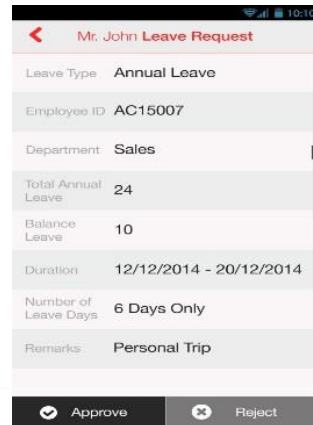 10:10
Mr. John Leave Request
Leave Type Annual Leave
Employee ID AC15007
Department Sales
Total Annual
Leave 24
Balance
Leave 10
Duration 12/12/2014 - 20/12/2014
Number of
Leave Days 6 Days Only
Remarks Personal Trip
Approve Reject